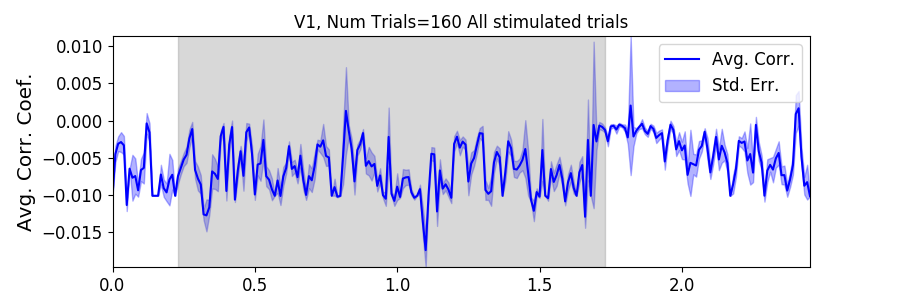 V1, Num Trials=160 All stimulated trials
Avg. Corr. Coef.
0.010
0.005
0.000
−0.005
−0.010
−0.015
Avg. Corr.
Std. Err.
0.0 0.5 1.0 1.5 2.0